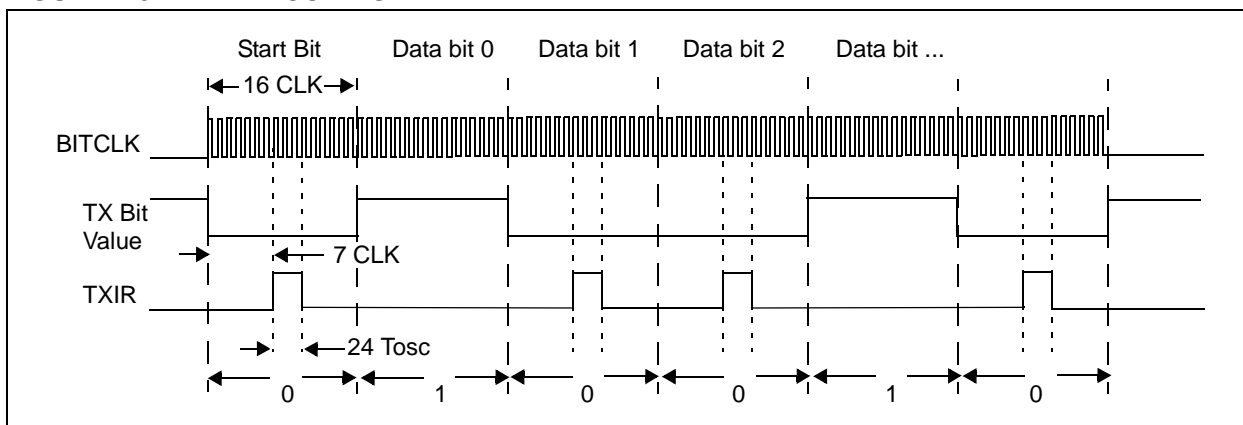 Start Bit Data bit 0 Data bit 1 Data bit 2 Data bit ...
16 CLK
BITCLK
TX Bit
Value
7 CLK
TXIR
24 Tosc
0 1 0 0 1 0